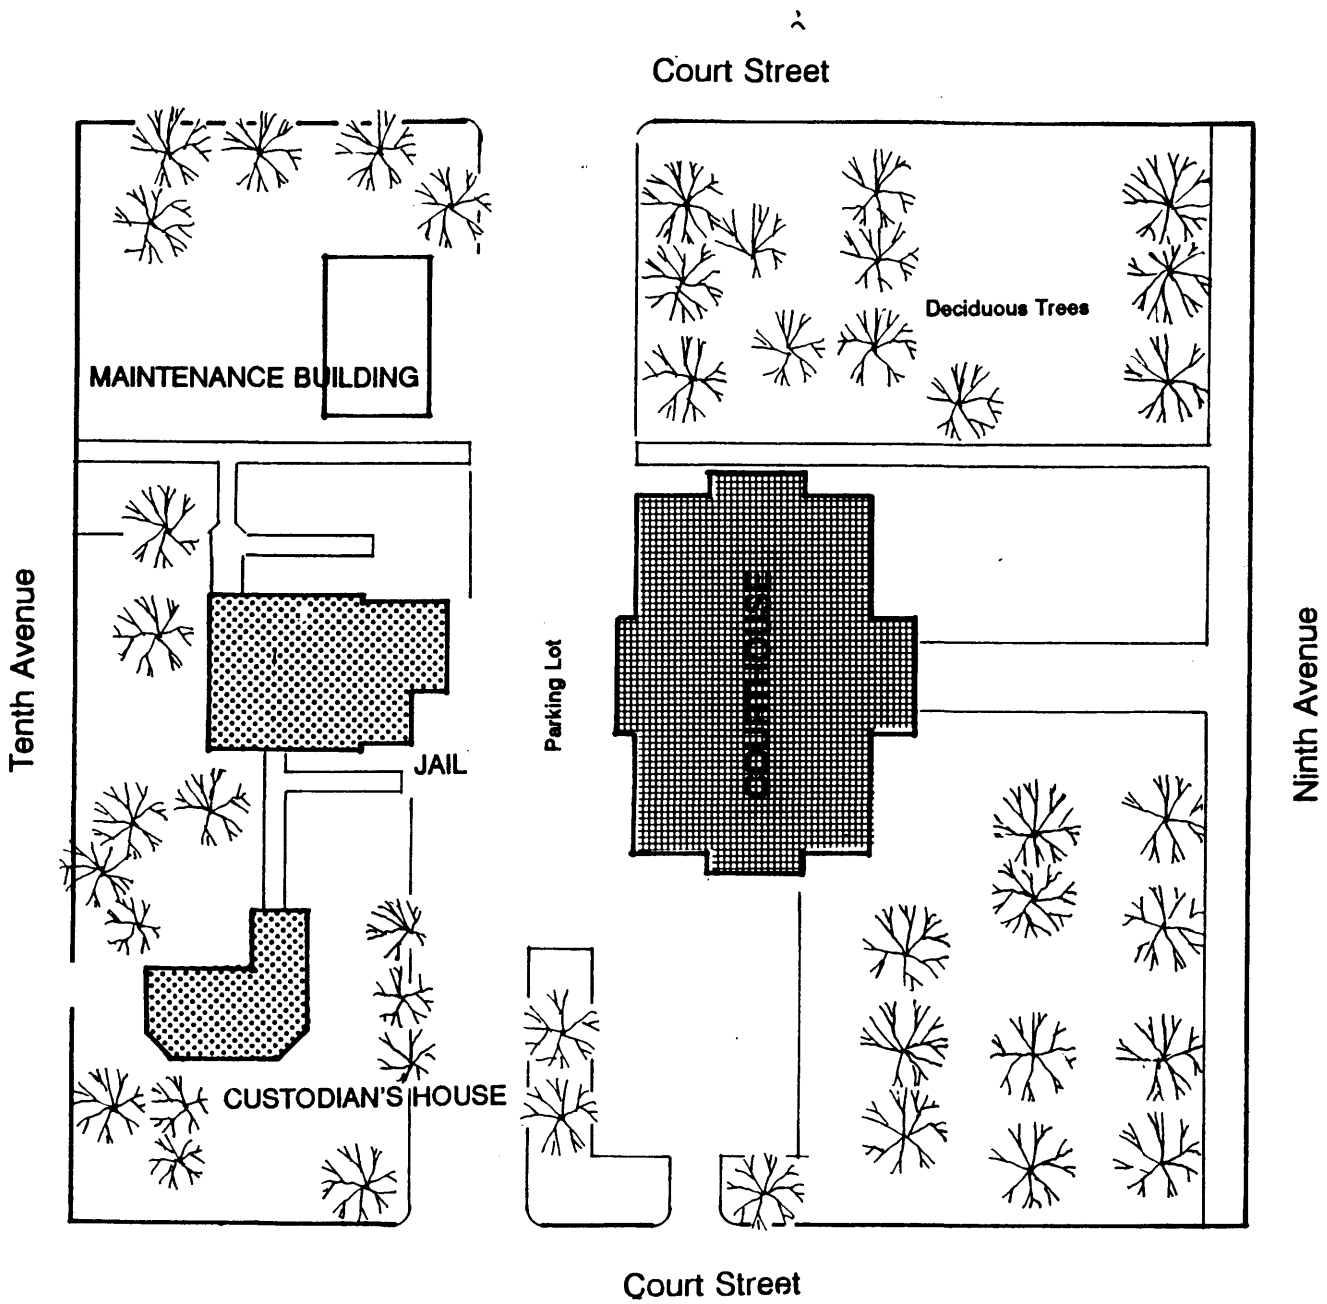 Court Street
Deciduous Trees
MAINTENANCE BUILDING
Tenth Avenue
Parking Lot
COURTHOUSE
Ninth Avenue
JAIL
CUSTODIAN'S HOUSE
Court Street